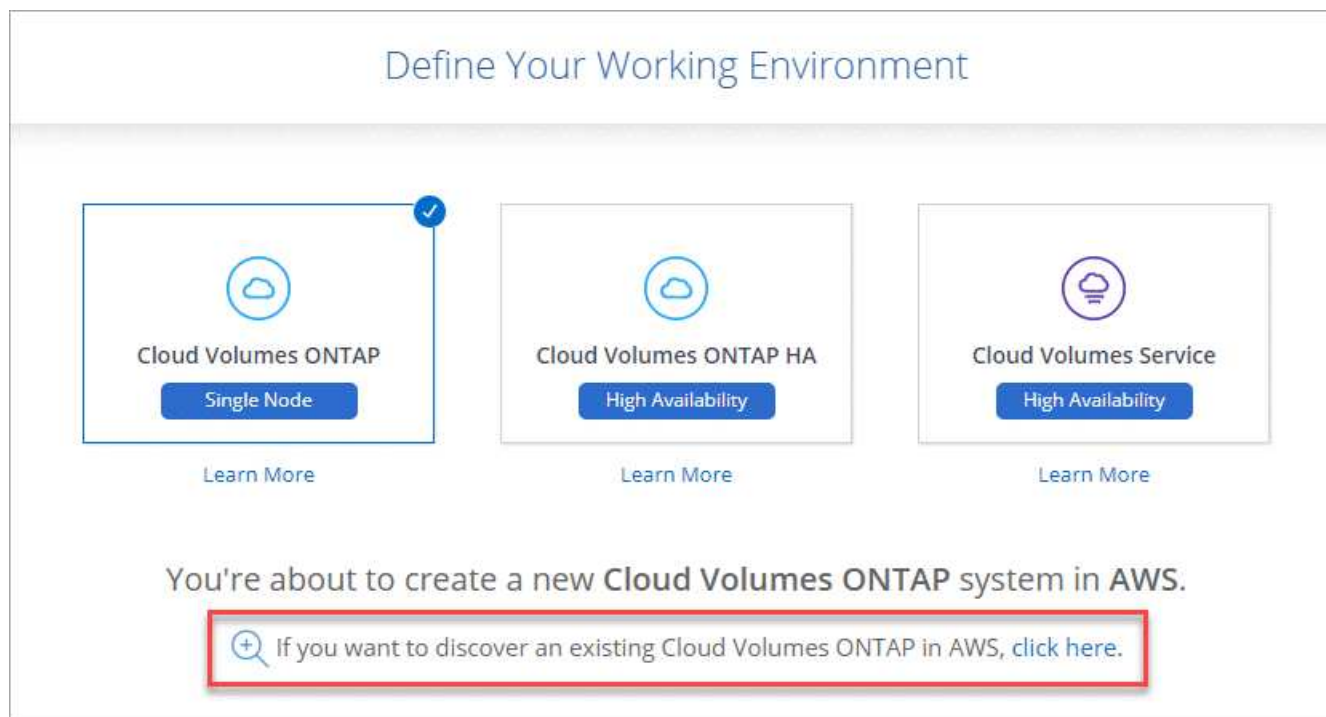 Define Your Working Environment
Cloud Volumes ONTAP
Single Node
Learn More
Cloud Volumes ONTAP HA
High Availability
Learn More
Cloud Volumes Service
High Availability
Learn More
You're about to create a new Cloud Volumes ONTAP system in AWS.
If you want to discover an existing Cloud Volumes ONTAP in AWS, click here.